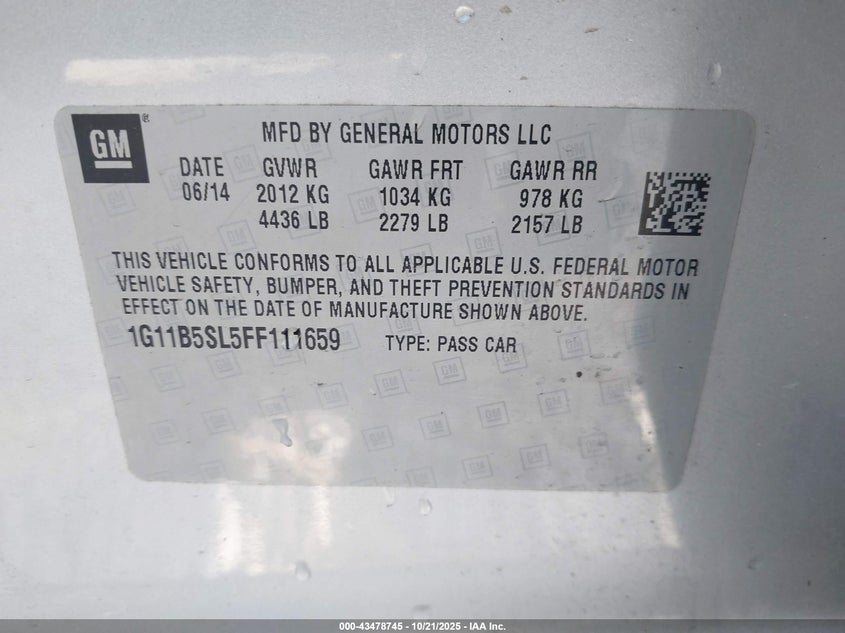 GM®
MFD BY GENERAL MOTORS LLC
DATE GVWR GAWR FRT GAWR RR
06/14 2012 KG 1034 KG 978 KG
4436 LB 2279 LB 2157 LB
THIS VEHICLE CONFORMS TO ALL APPLICABLE U.S. FEDERAL MOTOR
VEHICLE SAFETY, BUMPER, AND THEFT PREVENTION STANDARDS IN
EFFECT ON THE DATE OF MANUFACTURE SHOWN ABOVE.
1G11B5SL5FF111659 TYPE: PASS CAR
000-43478745 - 10/21/2025 - IAA Inc.